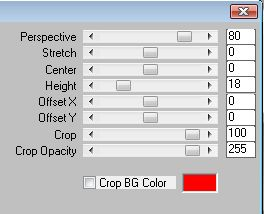 Perspective 80
Stretch 0
Center 0
Height 18
Offset X 0
Offset Y 0
Crop 100
Crop Opacity 255
Crop BG Color